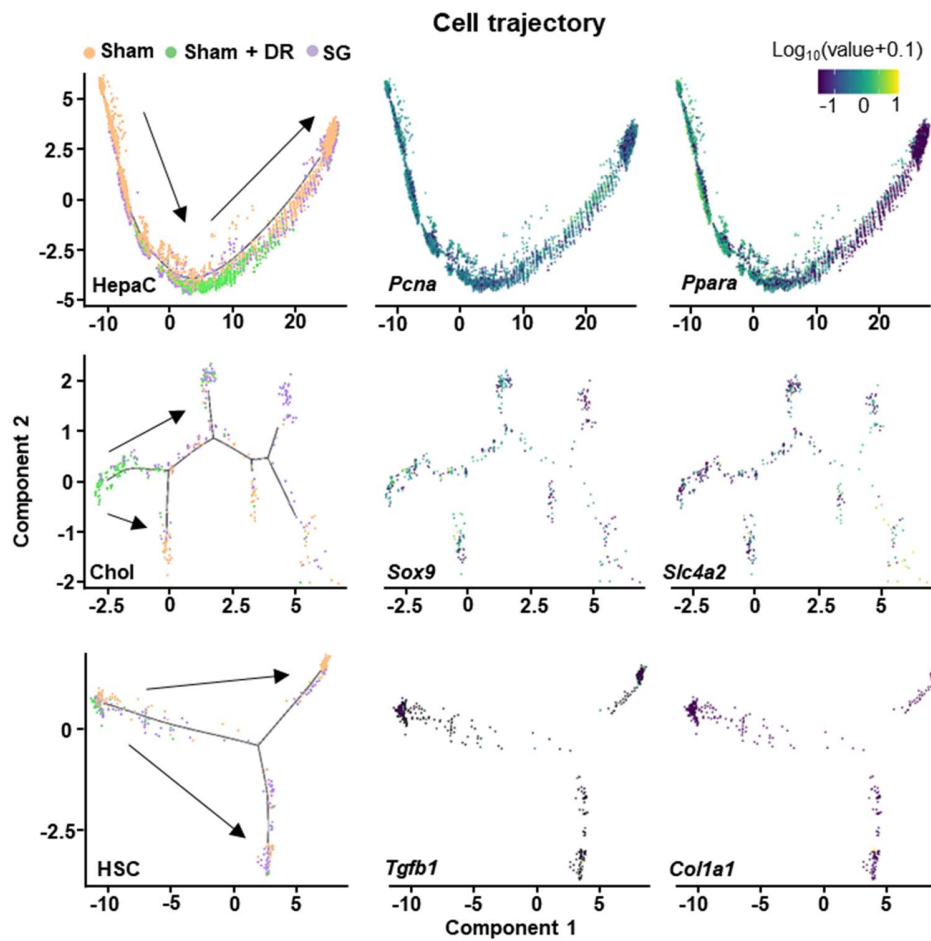 Cell trajectory
Sham Sham + DR SG
Log₁₀(value+0.1)
-1 0 1
5
2.5
0
-2.5
-5
HepaC Pcna Ppara
-10 0 10 20 -10 0 10 20 -10 0 10 20
Component 2
2
1
0
-1
-2
Chol Sox9 Slc4a2
-2.5 0 2.5 5 -2.5 0 2.5 5 -2.5 0 2.5 5
0
-2.5
HSC Tgfb1 Col1a1
-10 -5 0 5 -10 -5 0 5 -10 -5 0 5
Component 1